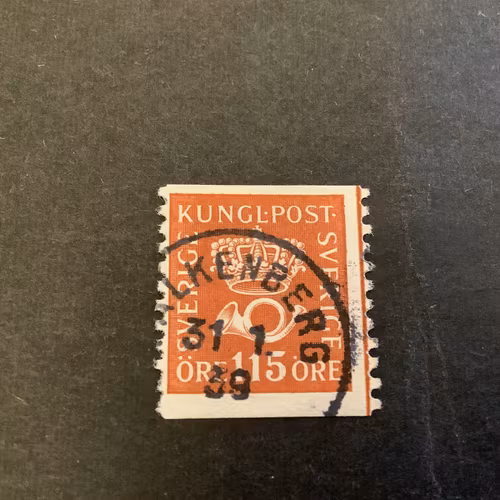 KUNGL·POST·
SVERIGE
SVERIGE
ÖRE 115 ÖRE
LKENBERG
31 1
39